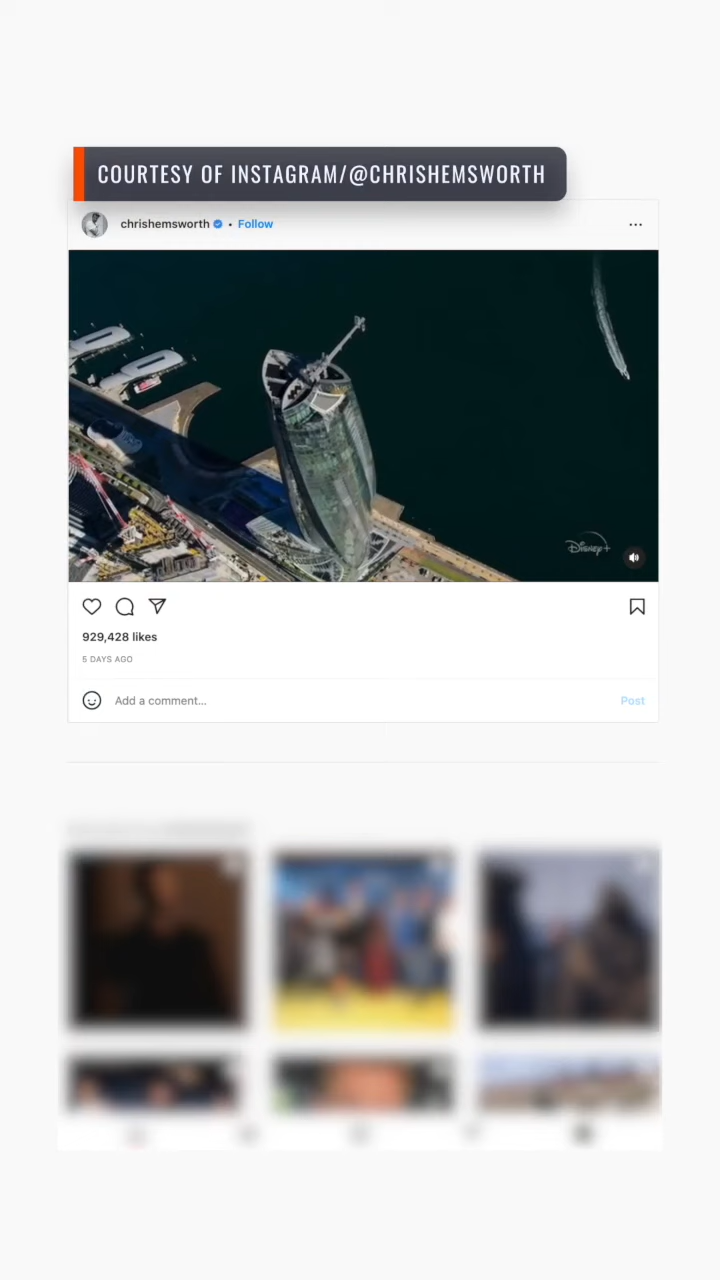 COURTESY OF INSTAGRAM/@CHRISHEMSWORTH
chrishemsworth • Follow
Disney+
929,428 likes
5 DAYS AGO
Add a comment... Post